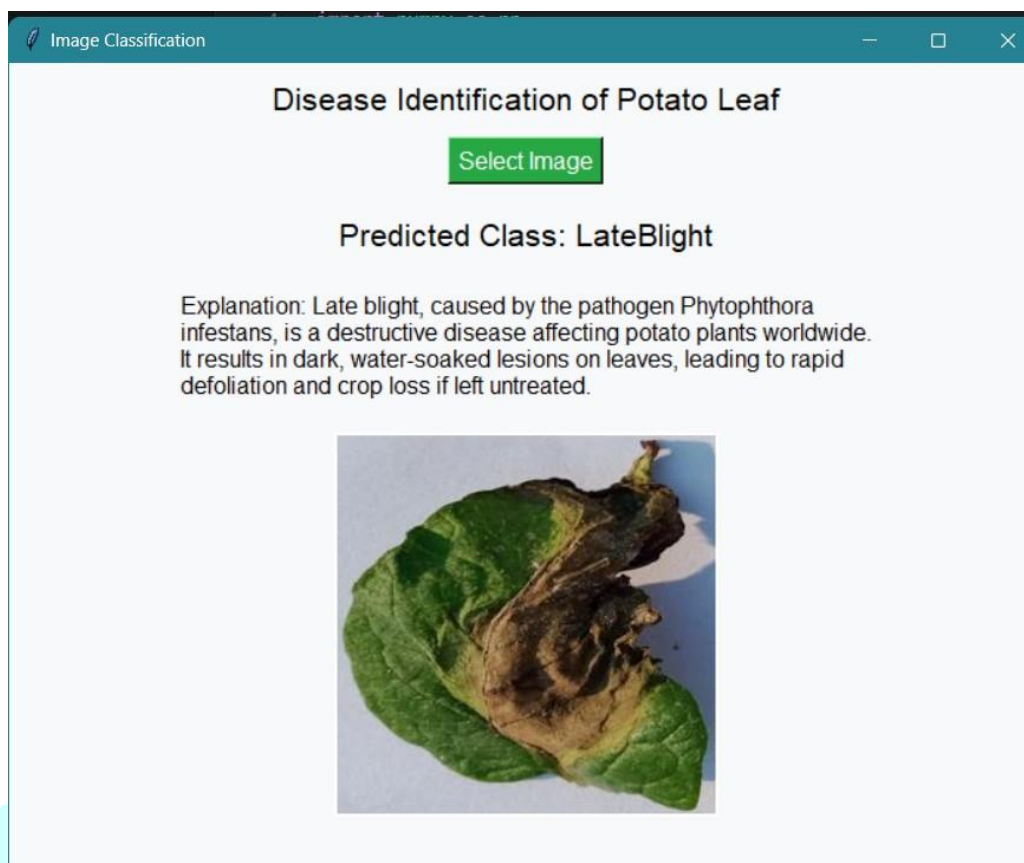 Image Classification
Disease Identification of Potato Leaf
Select Image
Predicted Class: LateBlight
Explanation: Late blight, caused by the pathogen Phytophthora
infestans, is a destructive disease affecting potato plants worldwide.
It results in dark, water-soaked lesions on leaves, leading to rapid
defoliation and crop loss if left untreated.